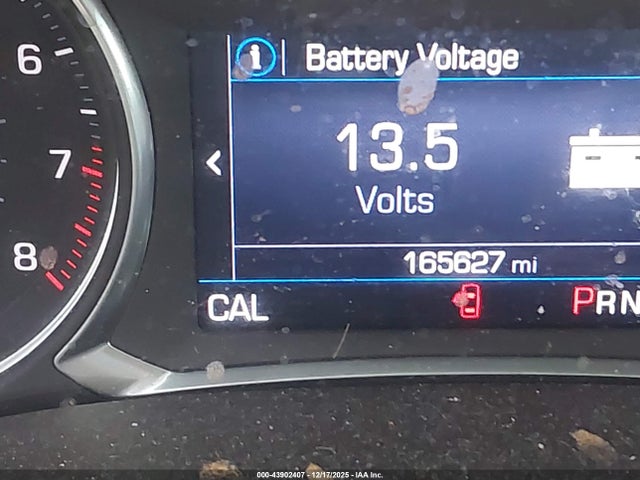 6
7
8
i Battery Voltage
13.5
Volts
165627 mi
CAL
PRN
000-43902407 - 12/17/2025 - IAA Inc.